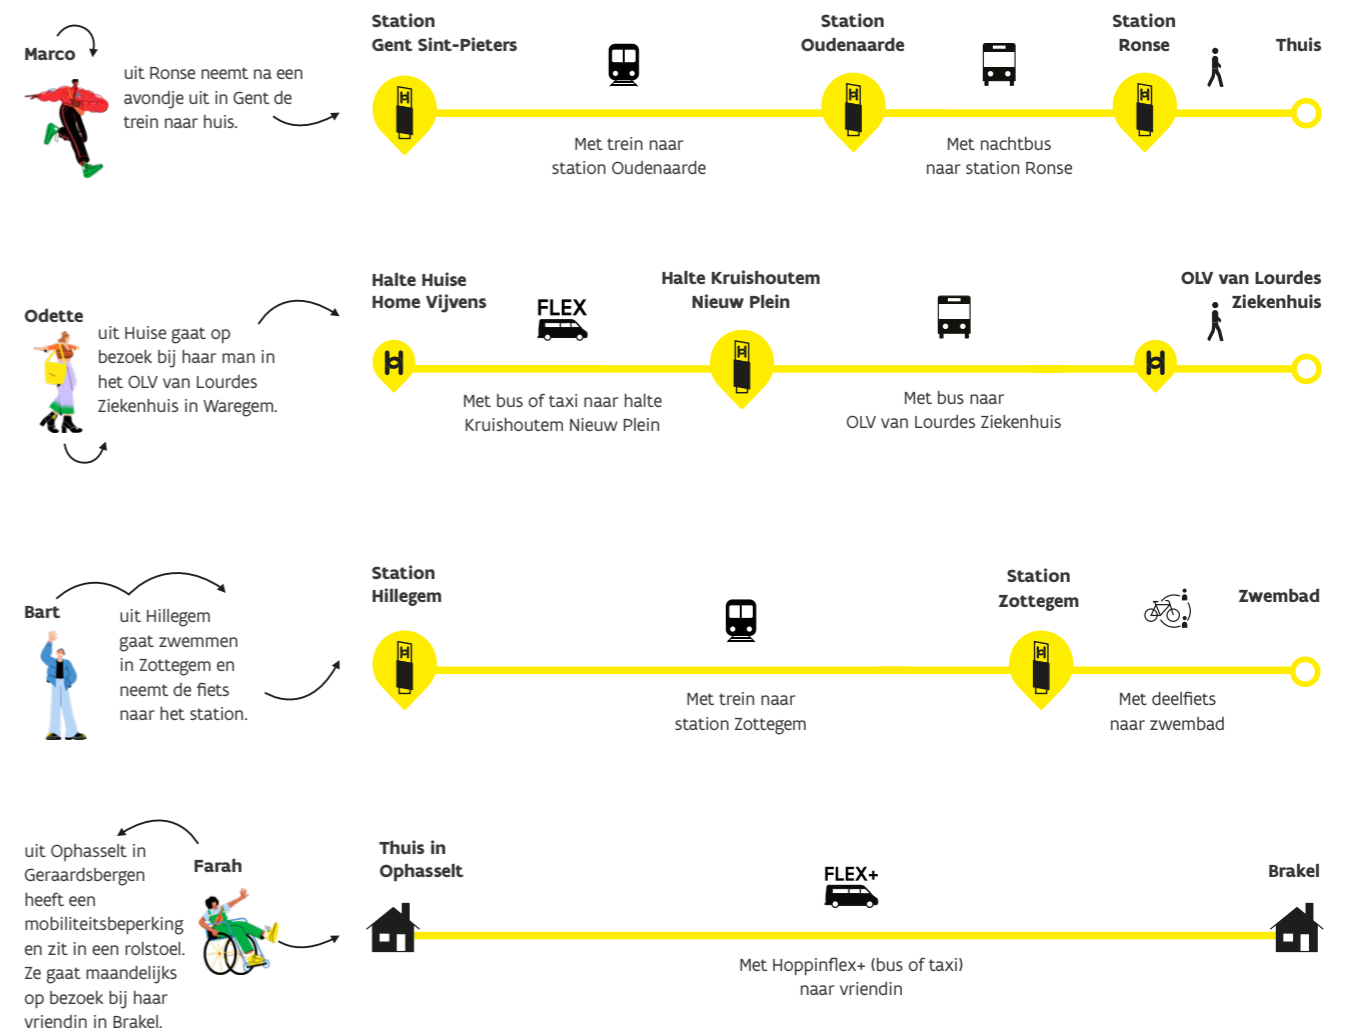 Marco
uit Ronse neemt na een
avondje uit in Gent de
trein naar huis.
Station
Gent Sint-Pieters
Station
Oudenaarde
Station
Ronse
Thuis
Met trein naar
station Oudenaarde
Met nachtbus
naar station Ronse
Odette
uit Huise gaat op
bezoek bij haar man in
het OLV van Lourdes
Ziekenhuis in Waregem.
Halte Huise
Home Vijvens
FLEX
Halte Kruishoutem
Nieuw Plein
OLV van Lourdes
Ziekenhuis
Met bus of taxi naar halte
Kruishoutem Nieuw Plein
Met bus naar
OLV van Lourdes Ziekenhuis
Bart
uit Hillegem
gaat zwemmen
in Zottegem en
neemt de fiets
naar het station.
Station
Hillegem
Station
Zottegem
Zwembad
Met trein naar
station Zottegem
Met deelfiets
naar zwembad
Farah
uit Ophasselt in
Geraardsbergen
heeft een
mobiliteitsbeperking
en zit in een rolstoel.
Ze gaat maandelijks
op bezoek bij haar
vriendin in Brakel.
Thuis in
Ophasselt
FLEX+
Brakel
Met Hoppinflex+ (bus of taxi)
naar vriendin